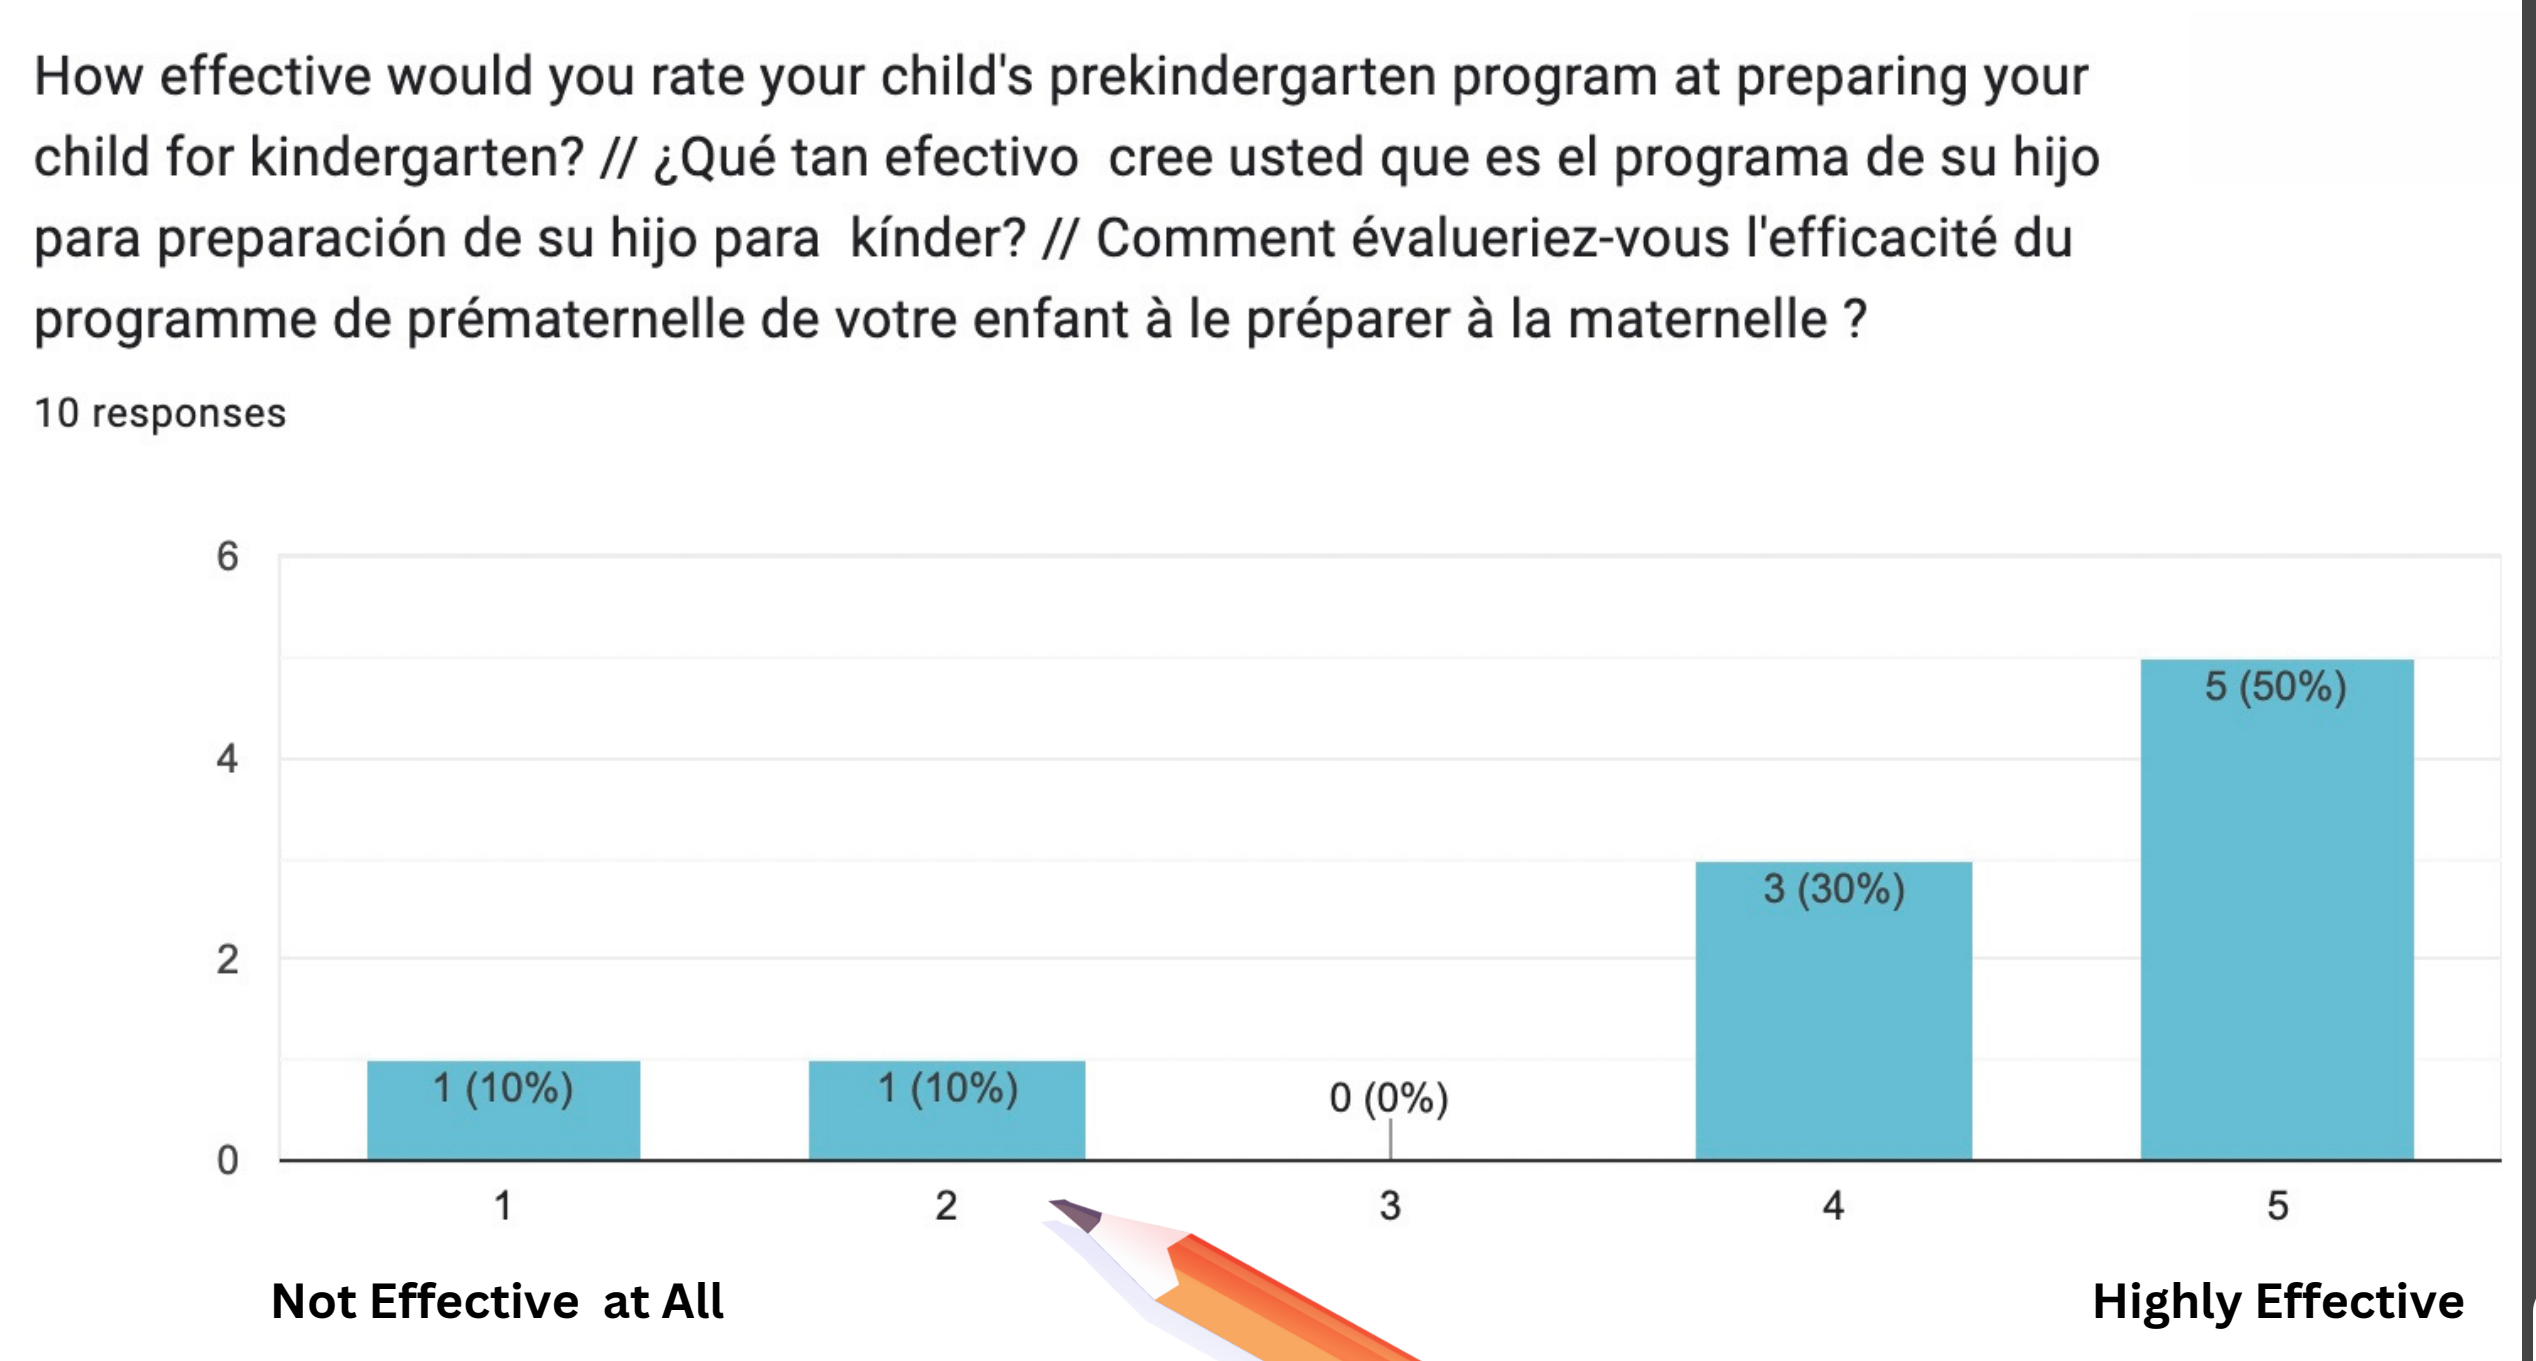 How effective would you rate your child's prekindergarten program at preparing your
child for kindergarten? // ¿Qué tan efectivo  cree usted que es el programa de su hijo
para preparación de su hijo para  kínder? // Comment évalueriez-vous l'efficacité du
programme de prématernelle de votre enfant à le préparer à la maternelle ?
10 responses
6
4
2
0
1 (10%)
1 (10%)
0 (0%)
3 (30%)
5 (50%)
1 2 3 4 5
Not Effective  at All
Highly Effective